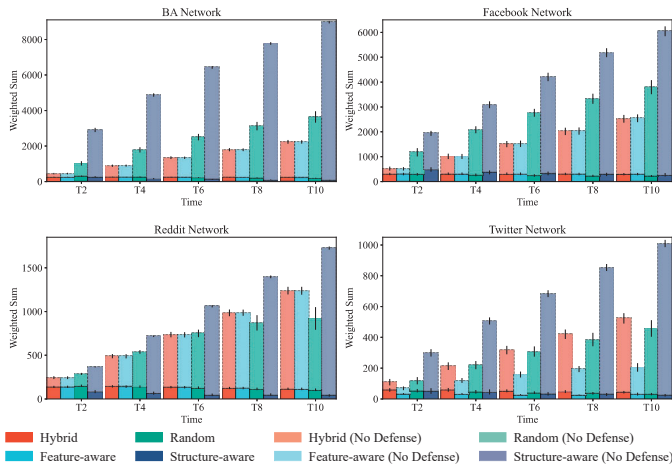 BA Network
Facebook Network
Weighted Sum
8000
6000
4000
2000
0
T2 T4 T6 T8 T10
Time
Weighted Sum
6000
5000
4000
3000
2000
1000
0
T2 T4 T6 T8 T10
Time
Reddit Network
Twitter Network
Weighted Sum
1500
1000
500
0
T2 T4 T6 T8 T10
Time
Weighted Sum
1000
800
600
400
200
0
T2 T4 T6 T8 T10
Time
Hybrid Random Hybrid (No Defense) Random (No Defense)
Feature-aware Structure-aware Feature-aware (No Defense) Structure-aware (No Defense)